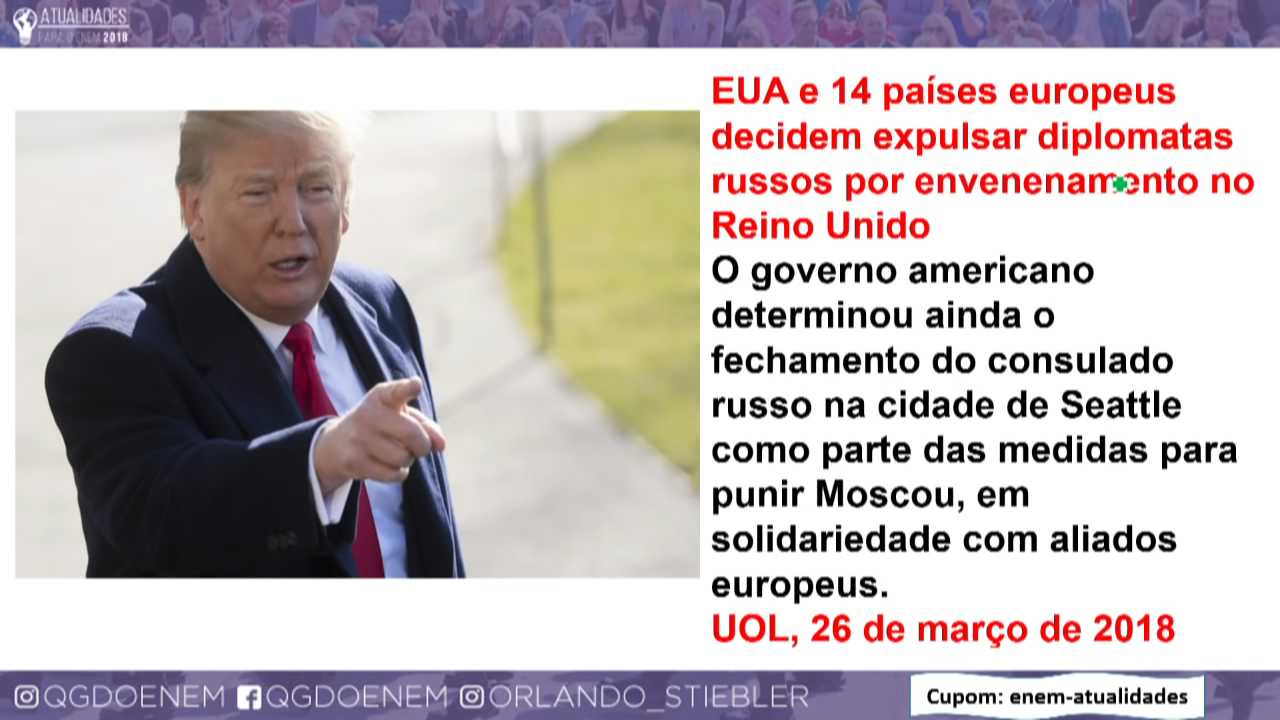 ATUALIDADES
PARA O ENEM 2018
EUA e 14 países europeus
decidem expulsar diplomatas
russos por envenenamento no
Reino Unido
O governo americano
determinou ainda o
fechamento do consulado
russo na cidade de Seattle
como parte das medidas para
punir Moscou, em
solidariedade com aliados
europeus.
UOL, 26 de março de 2018
@QGDOENEM QGDOENEM ORLANDO_STIEBLER
Cupom: enem-atualidades